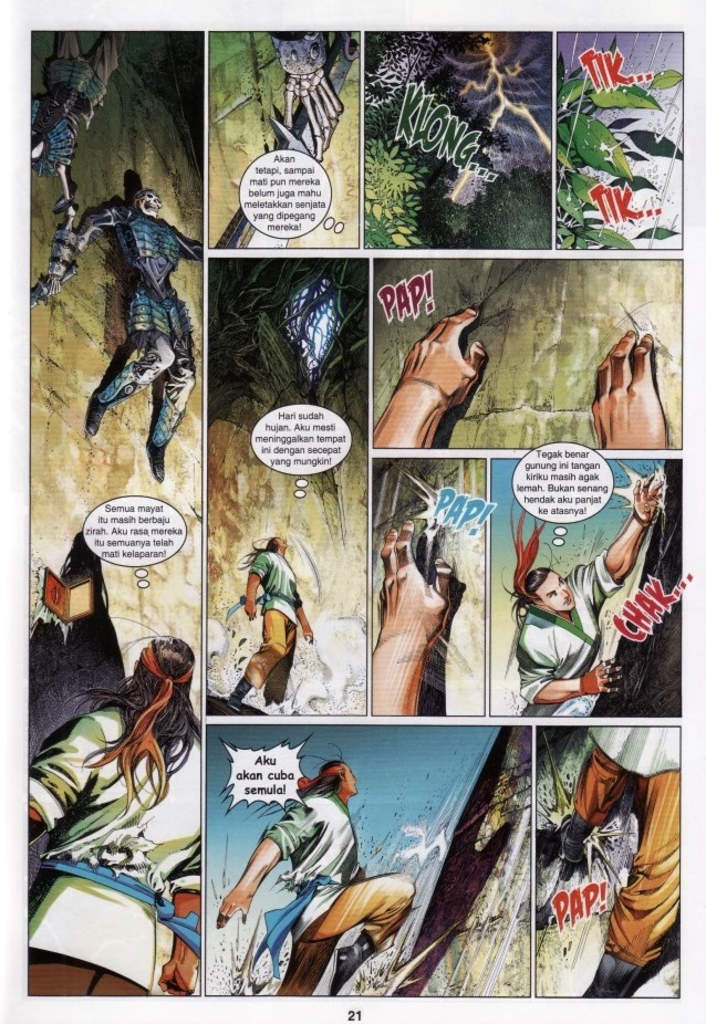 Semua mayat
itu masih berbaju
zirah. Aku rasa mereka
itu semuanya telah
mati kelaparan!
Akan
tetapi, sampai
mati pun mereka
belum juga mahu
meletakkan senjata
yang dipegang
mereka!
KLONG...
TIK...
TIK...
Hari sudah
hujan. Aku mesti
meninggalkan tempat
ini dengan secepat
yang mungkin!
PAP!
PAP!
Tegak benar
gunung ini tangan
kiriku masih agak
lemah. Bukan senang
hendak aku panjat
ke atasnya!
CHAK...
Aku
akan cuba
semula!
PAP!
21